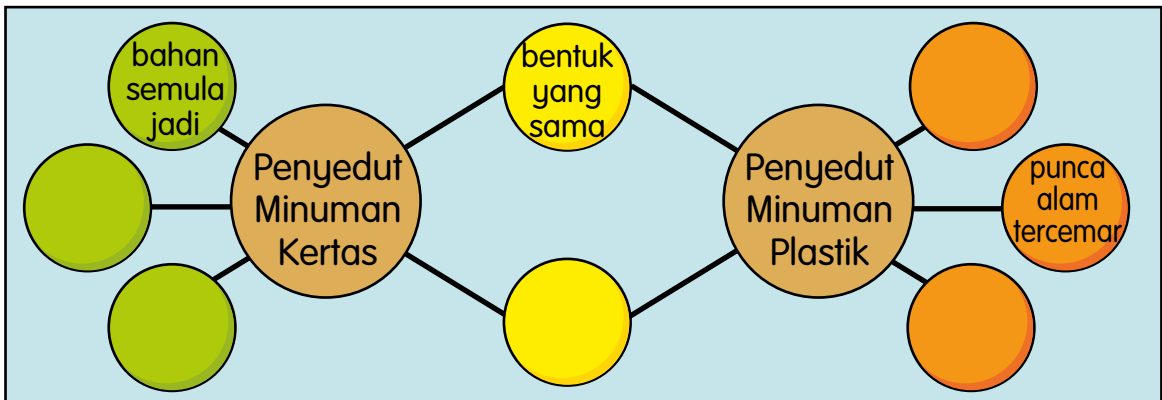 bahan
semula
jadi
Penyedut
Minuman
Kertas
bentuk
yang
sama
Penyedut
Minuman
Plastik
punca
alam
tercemar